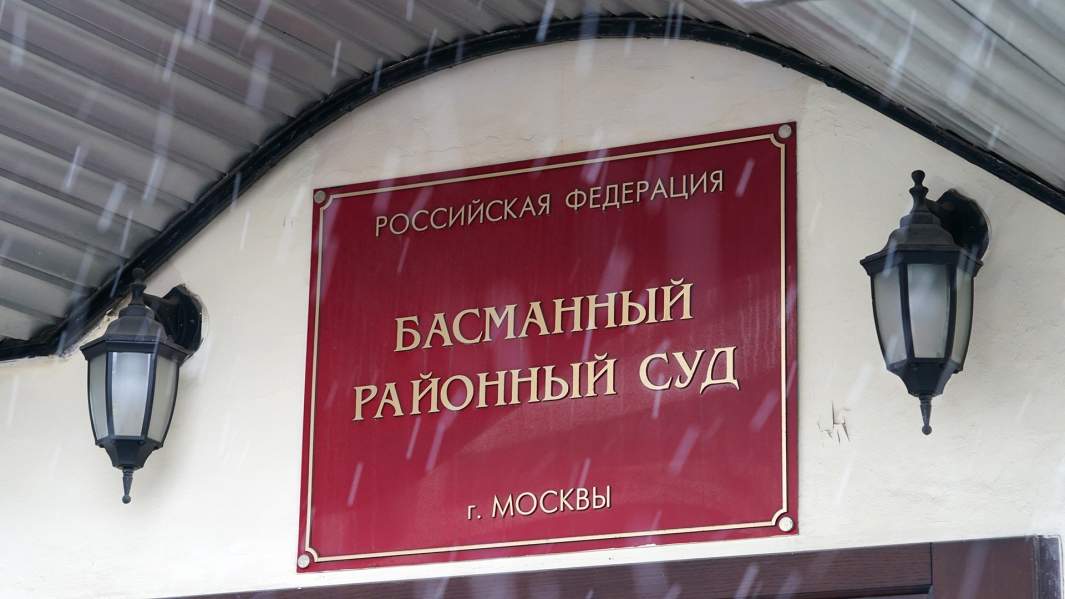 РОССИЙСКАЯ ФЕДЕРАЦИЯ
БАСМАННЫЙ
РАЙОННЫЙ СУД
г. МОСКВЫ